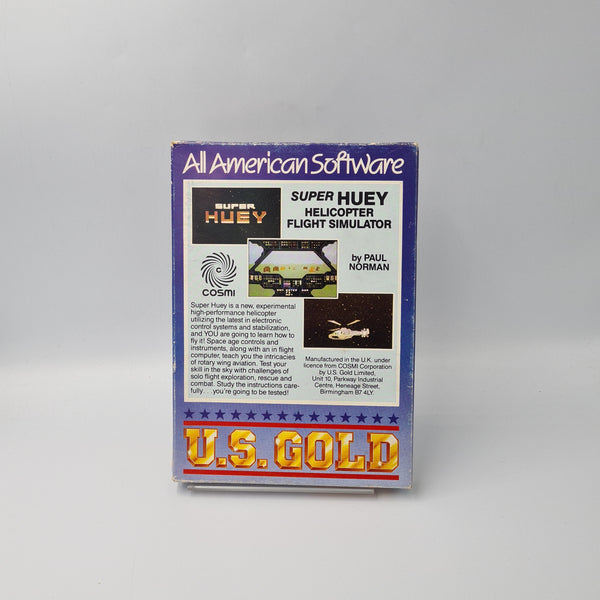 All American Software
SUPER
HUEY
SUPER HUEY
HELICOPTER
FLIGHT SIMULATOR
by PAUL
NORMAN
COSMI
Super Huey is a new, experimental
high-performance helicopter
utilizing the latest in electronic
control systems and stabilization,
and YOU are going to learn how to
fly it! Space age controls and
instruments, along with an in flight
computer, teach you the intricacies
of rotary wing aviation. Test your
skill in the sky with challenges of
solo flight exploration, rescue and
combat. Study the instructions care-
fully. . . you're going to be tested!
Manufactured in the U.K. under
licence from COSMI Corporation
by U.S. Gold Limited,
Unit 10, Parkway Industrial
Centre, Heneage Street,
Birmingham B7 4LY.
U.S. GOLD